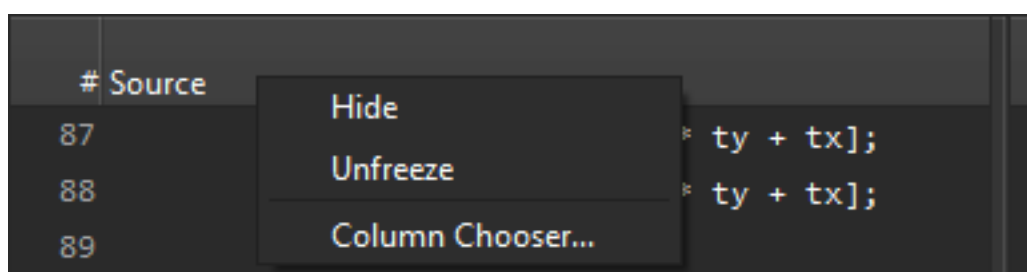 # Source
Hide
87 * ty + tx];
Unfreeze
88 * ty + tx];
Column Chooser...
89